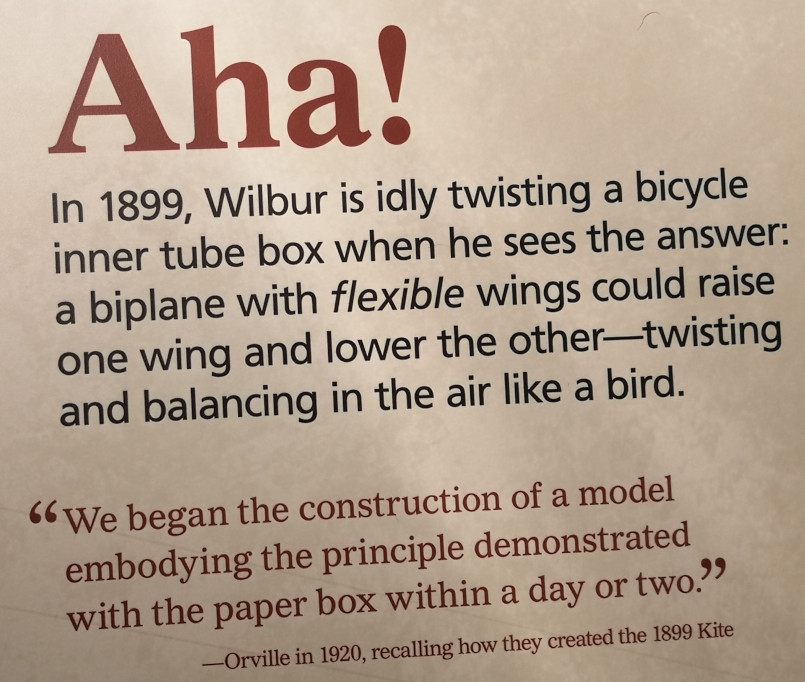 Aha!
In 1899, Wilbur is idly twisting a bicycle
inner tube box when he sees the answer:
a biplane with flexible wings could raise
one wing and lower the other—twisting
and balancing in the air like a bird.
“We began the construction of a model
embodying the principle demonstrated
with the paper box within a day or two.”
—Orville in 1920, recalling how they created the 1899 Kite